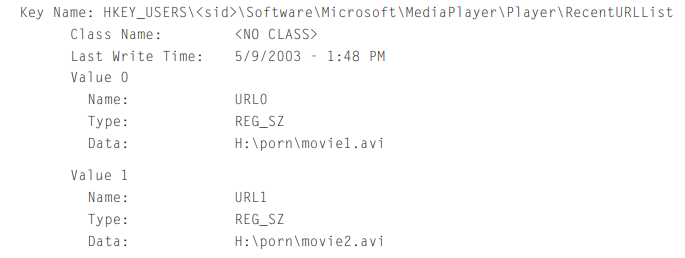 Key Name: HKEY_USERS\<sid>\Software\Microsoft\MediaPlayer\Player\RecentURLList
Class Name: <NO CLASS>
Last Write Time: 5/9/2003 - 1:48 PM
Value 0
Name: URL0
Type: REG_SZ
Data: H:\porn\movie1.avi
Value 1
Name: URL1
Type: REG_SZ
Data: H:\porn\movie2.avi